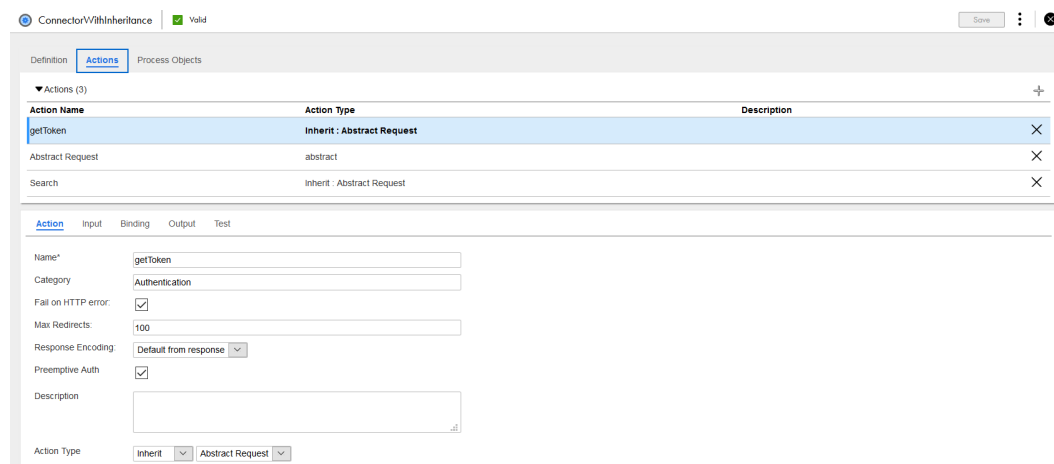 ConnectorWithInheritance Valid Save
Definition Actions Process Objects
Actions (3)
Action Name Action Type Description
getToken Inherit : Abstract Request
Abstract Request abstract
Search Inherit : Abstract Request
Action Input Binding Output Test
Name* getToken
Category Authentication
Fail on HTTP error:
Max Redirects: 100
Response Encoding: Default from response
Preemptive Auth
Description
Action Type Inherit Abstract Request